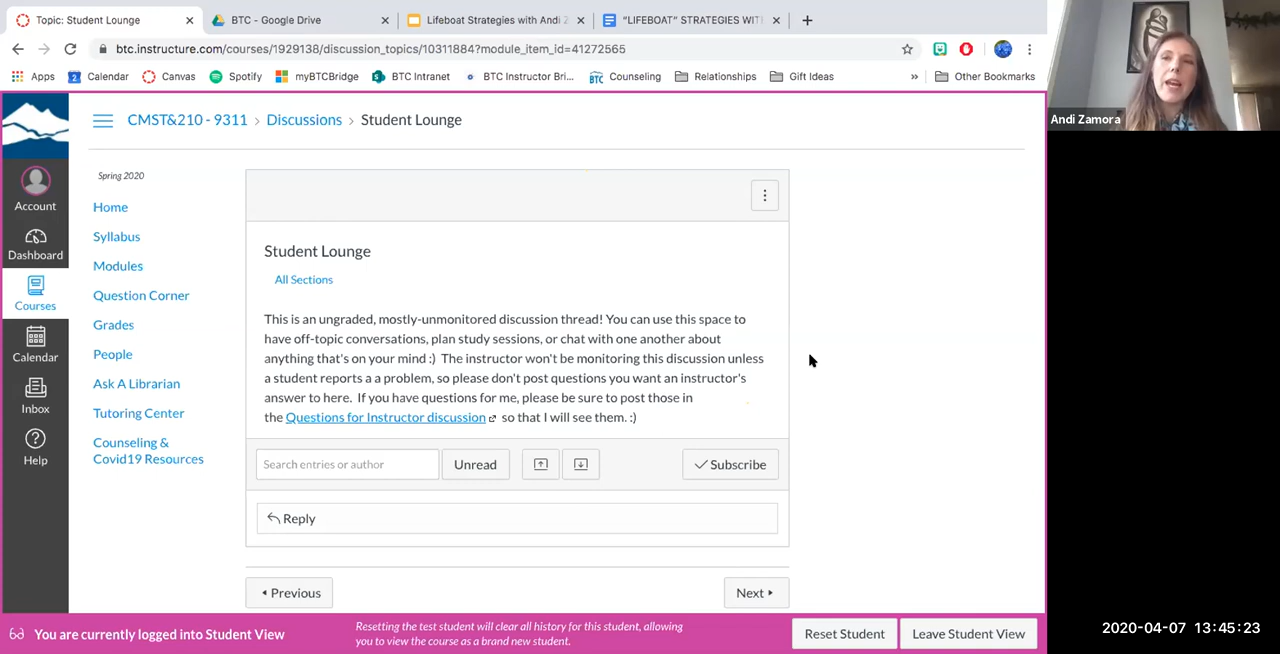 Topic: Student Lounge
BTC - Google Drive
Lifeboat Strategies with Andi Z
"LIFEBOAT" STRATEGIES WIT
btc.instructure.com/courses/1929138/discussion_topics/10311884?module_item_id=41272565
Apps
Calendar
Canvas
Spotify
myBTCBridge
BTC Intranet
BTC Instructor Bri...
BTC
Counseling
Relationships
Gift Ideas
»
Other Bookmarks
Andi Zamora
CMST&210 - 9311 > Discussions > Student Lounge
Account
Dashboard
Courses
Calendar
Inbox
Help
Spring 2020
Home
Syllabus
Modules
Question Corner
Grades
People
Ask A Librarian
Tutoring Center
Counseling &
Covid19 Resources
Student Lounge
All Sections
This is an ungraded, mostly-unmonitored discussion thread! You can use this space to
have off-topic conversations, plan study sessions, or chat with one another about
anything that's on your mind :) The instructor won't be monitoring this discussion unless
a student reports a a problem, so please don't post questions you want an instructor's
answer to here. If you have questions for me, please be sure to post those in
the Questions for Instructor discussion so that I will see them. :)
Search entries or author
Unread
Subscribe
Reply
Previous
Next
You are currently logged into Student View
Resetting the test student will clear all history for this student, allowing
you to view the course as a brand new student.
Reset Student
Leave Student View
2020-04-07 13:45:23